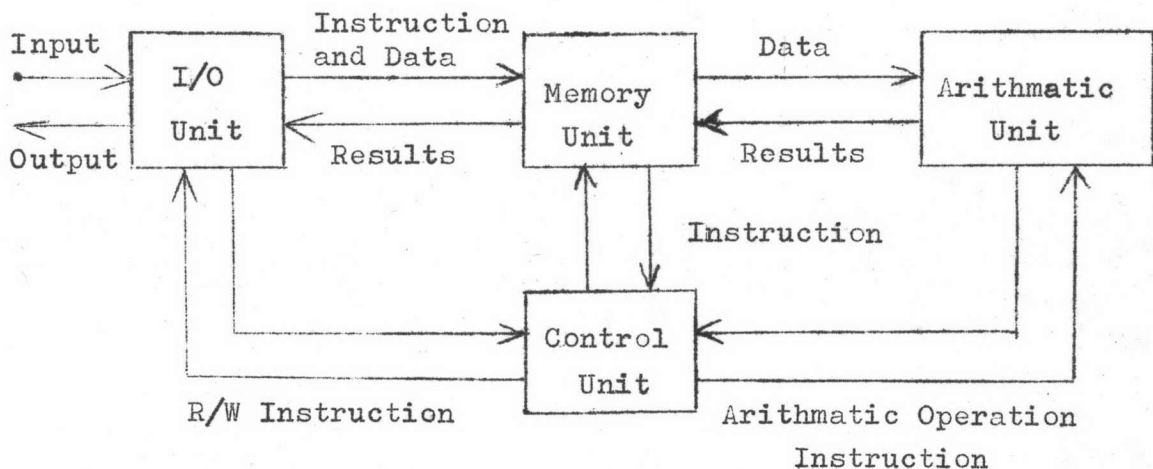 Input
Output
I/O
Unit
Instruction
and Data
Results
Memory
Unit
Data
Results
Arithmatic
Unit
Instruction
Control
Unit
R/W Instruction
Arithmatic Operation
Instruction